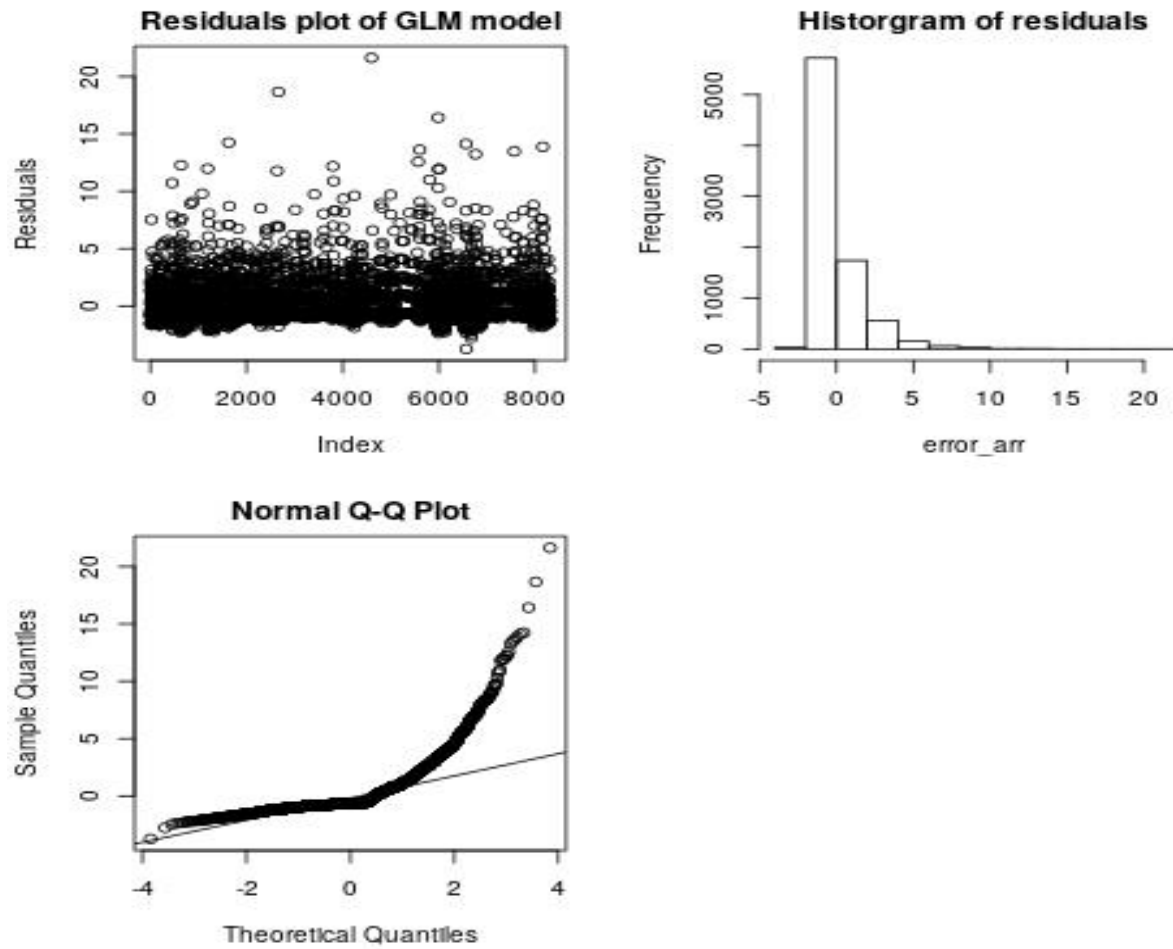 Residuals plot of GLM model
Residuals
20
15
10
5
0
0 2000 4000 6000 8000
Index
Historgram of residuals
Frequency
5000
3000
1000
0
-5 0 5 10 15 20
error_arr
Normal Q-Q Plot
Sample Quantiles
20
15
10
5
0
-4 -2 0 2 4
Theoretical Quantiles